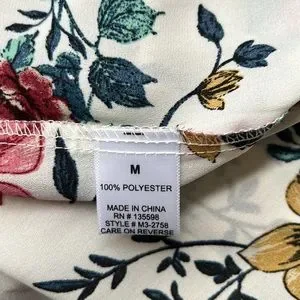 M
100% POLYESTER
MADE IN CHINA
RN # 135598
STYLE # M3-2758
CARE ON REVERSE